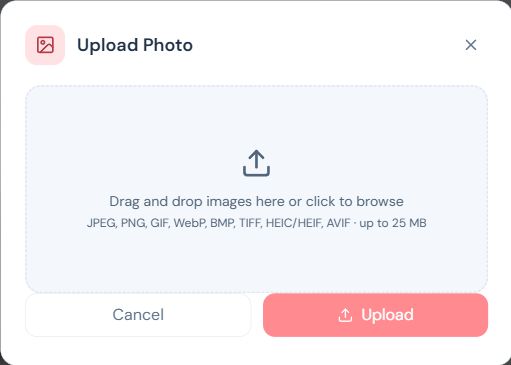 Upload Photo
Drag and drop images here or click to browse
JPEG, PNG, GIF, WebP, BMP, TIFF, HEIC/HEIF, AVIF · up to 25 MB
Cancel
Upload